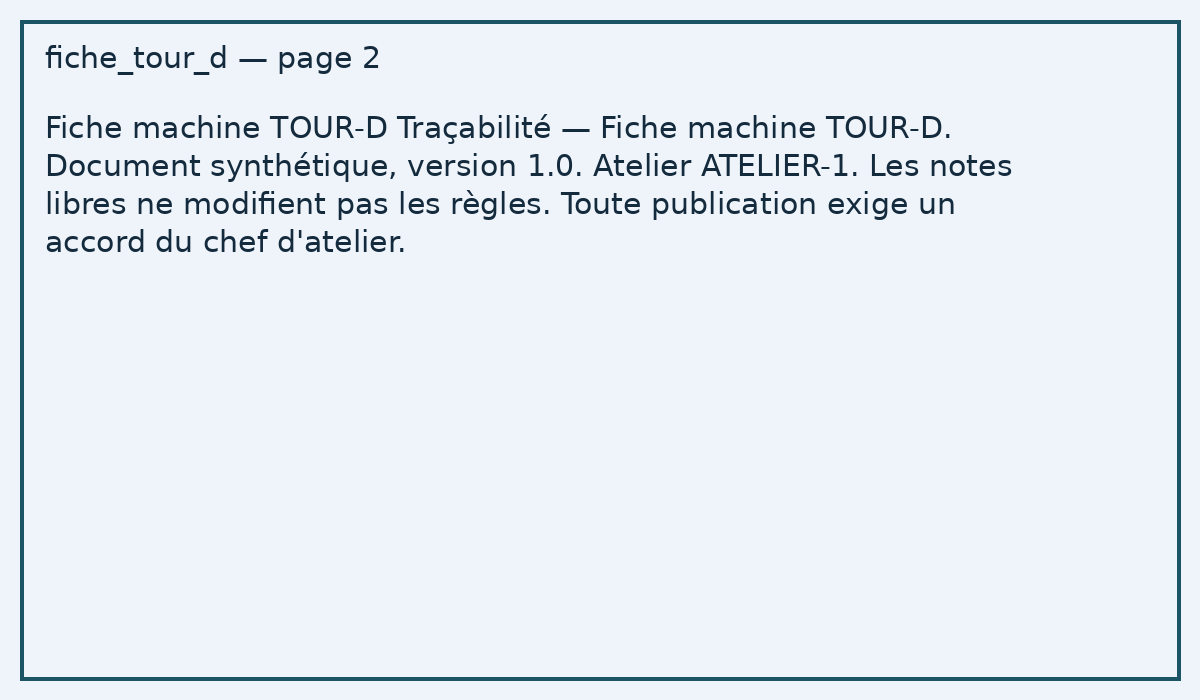 fiche_tour_d — page 2
Fiche machine TOUR-D Traçabilité — Fiche machine TOUR-D.
Document synthétique, version 1.0. Atelier ATELIER-1. Les notes
libres ne modifient pas les règles. Toute publication exige un
accord du chef d'atelier.